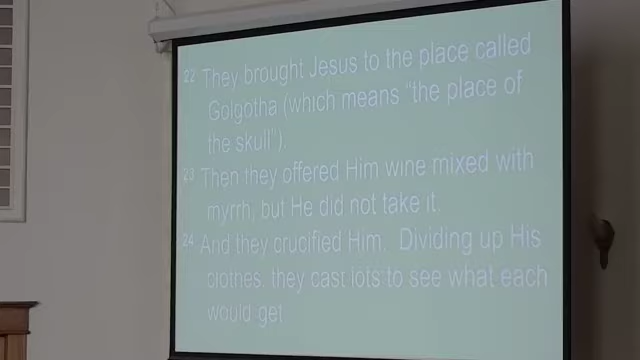 22 They brought Jesus to the place called
Golgotha (which means "the place of
the skull").
23 Then they offered Him wine mixed with
myrrh, but He did not take it.
24 And they crucified Him. Dividing up His
clothes, they cast lots to see what each
would get